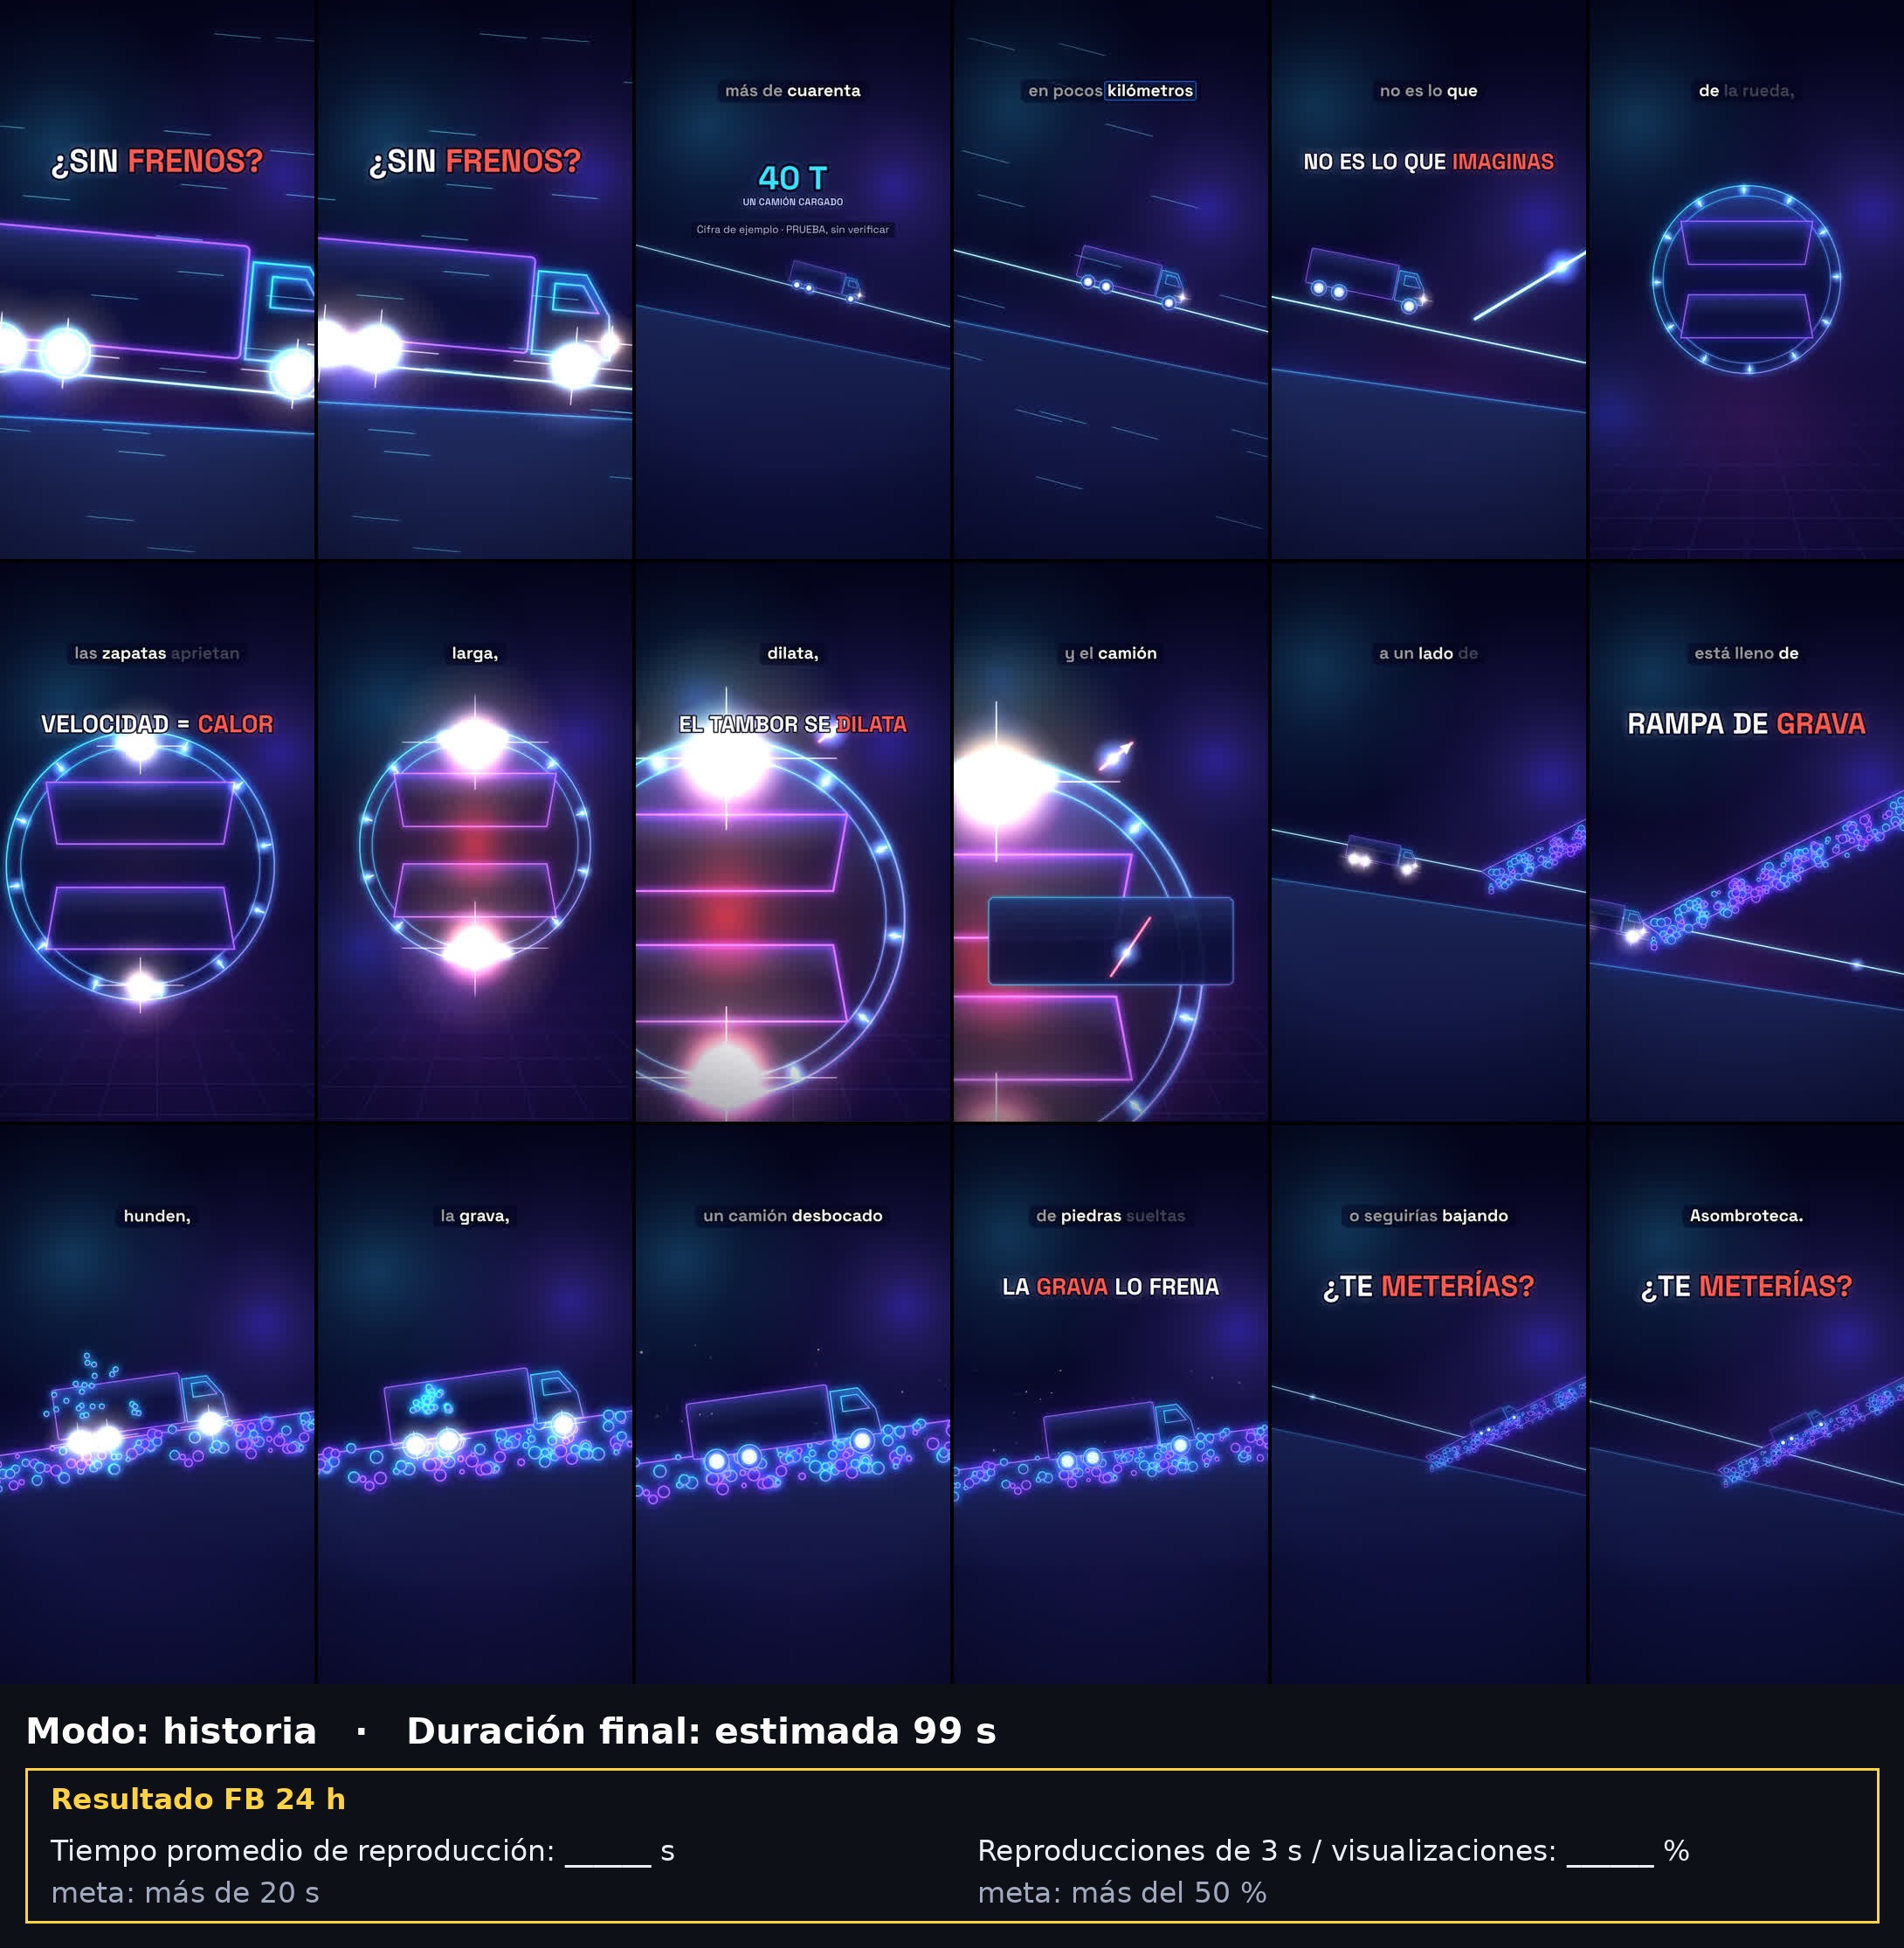 ¿SIN FRENOS?
¿SIN FRENOS?
más de cuarenta
40 T
UN CAMIÓN CARGADO
Cifra de ejemplo · PRUEBA, sin verificar
en pocos kilómetros
no es lo que
NO ES LO QUE IMAGINAS
de la rueda,
las zapatas aprietan
VELOCIDAD = CALOR
larga,
dilata,
EL TAMBOR SE DILATA
y el camión
a un lado de
está lleno de
RAMPA DE GRAVA
hunden,
la grava,
un camión desbocado
de piedras sueltas
LA GRAVA LO FRENA
o seguirías bajando
¿TE METERÍAS?
Asombroteca.
¿TE METERÍAS?
Modo: historia · Duración final: estimada 99 s
Resultado FB 24 h
Tiempo promedio de reproducción: ______ s
meta: más de 20 s
Reproducciones de 3 s / visualizaciones: ______ %
meta: más del 50 %